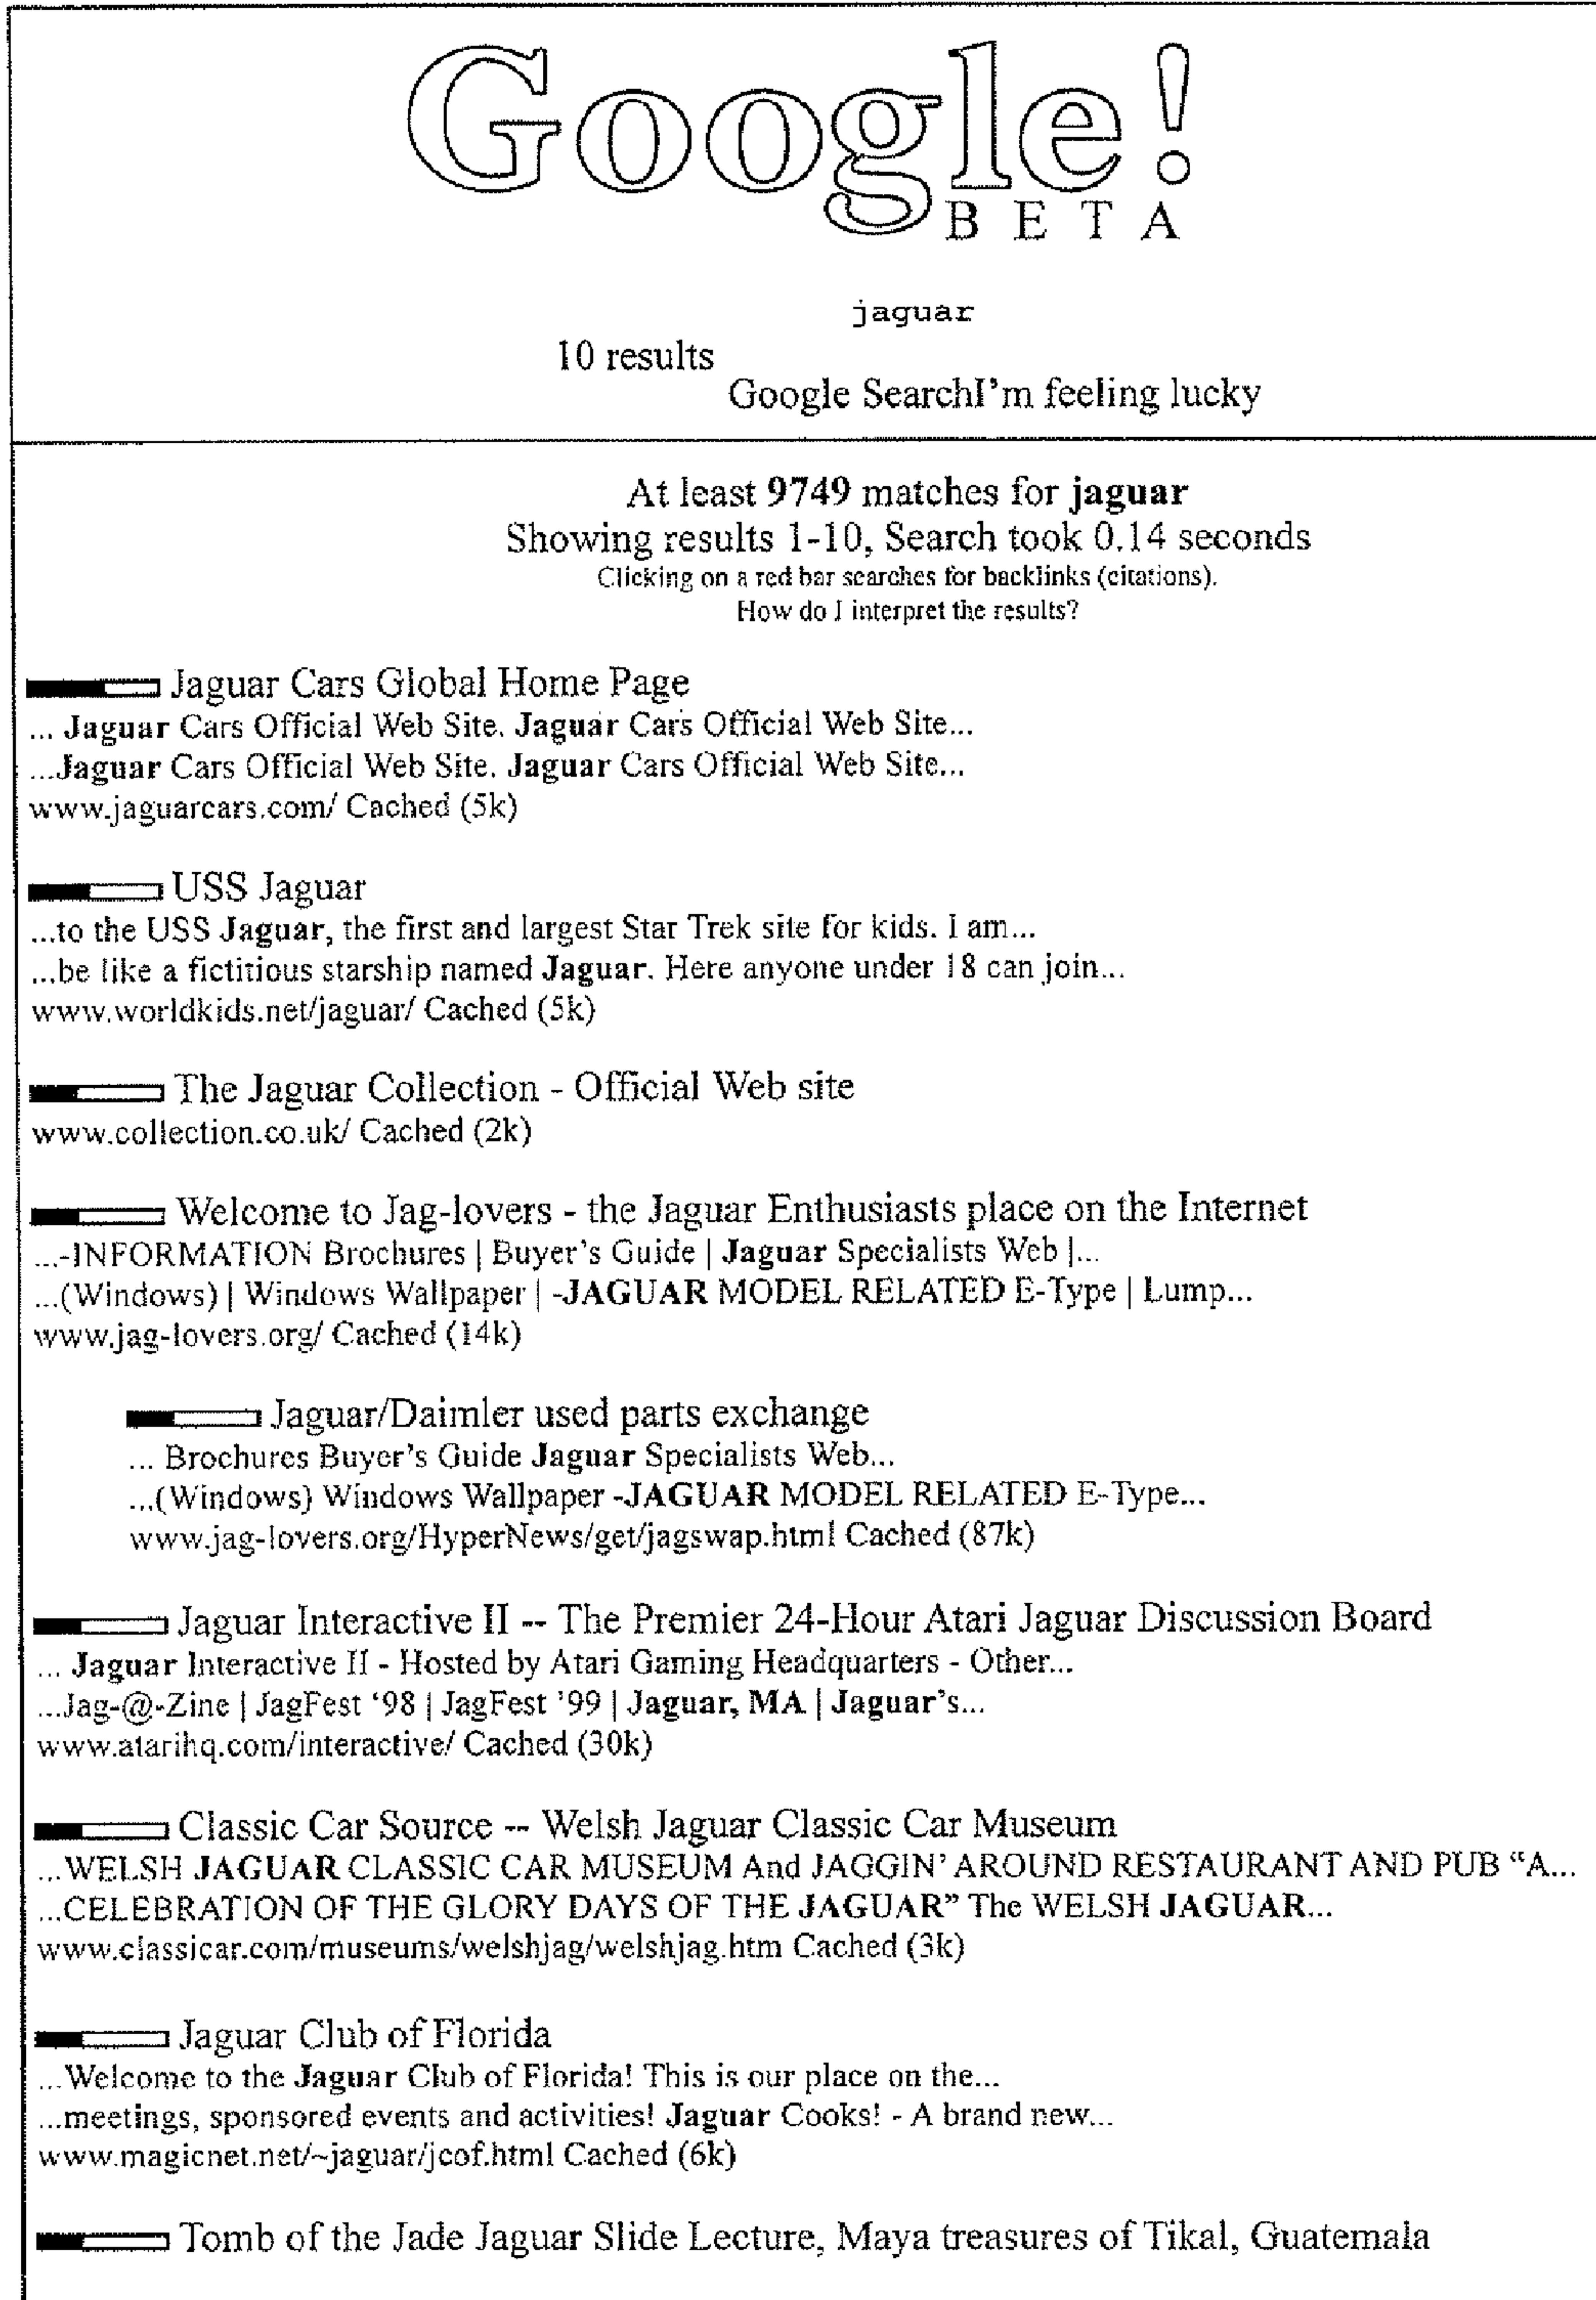 Google!
BETA
jaguar
10 results
Google SearchI'm feeling lucky
At least 9749 matches for jaguar
Showing results 1-10, Search took 0.14 seconds
Clicking on a red bar searches for backlinks (citations).
How do I interpret the results?
Jaguar Cars Global Home Page
... Jaguar Cars Official Web Site. Jaguar Cars Official Web Site...
...Jaguar Cars Official Web Site. Jaguar Cars Official Web Site...
www.jaguarcars.com/ Cached (5k)
USS Jaguar
...to the USS Jaguar, the first and largest Star Trek site for kids. I am...
...be like a fictitious starship named Jaguar. Here anyone under 18 can join...
www.worldkids.net/jaguar/ Cached (5k)
The Jaguar Collection - Official Web site
www.collection.co.uk/ Cached (2k)
Welcome to Jag-lovers - the Jaguar Enthusiasts place on the Internet
...-INFORMATION Brochures | Buyer's Guide | Jaguar Specialists Web |...
...(Windows) | Windows Wallpaper | -JAGUAR MODEL RELATED E-Type | Lump...
www.jag-lovers.org/ Cached (14k)
Jaguar/Daimler used parts exchange
... Brochures Buyer's Guide Jaguar Specialists Web...
...(Windows) Windows Wallpaper -JAGUAR MODEL RELATED E-Type...
www.jag-lovers.org/HyperNews/get/jagswap.html Cached (87k)
Jaguar Interactive II -- The Premier 24-Hour Atari Jaguar Discussion Board
... Jaguar Interactive II - Hosted by Atari Gaming Headquarters - Other...
...Jag-@-Zine | JagFest ‘98 | JagFest ’99 | Jaguar, MA | Jaguar's...
www.atarihq.com/interactive/ Cached (30k)
Classic Car Source -- Welsh Jaguar Classic Car Museum
...WELSH JAGUAR CLASSIC CAR MUSEUM And JAGGIN' AROUND RESTAURANT AND PUB “A...
...CELEBRATION OF THE GLORY DAYS OF THE JAGUAR” The WELSH JAGUAR...
www.classicar.com/museums/welshjag/welshjag.htm Cached (3k)
Jaguar Club of Florida
...Welcome to the Jaguar Club of Florida! This is our place on the...
...meetings, sponsored events and activities! Jaguar Cooks! - A brand new...
www.magicnet.net/~jaguar/jcof.html Cached (6k)
Tomb of the Jade Jaguar Slide Lecture, Maya treasures of Tikal, Guatemala